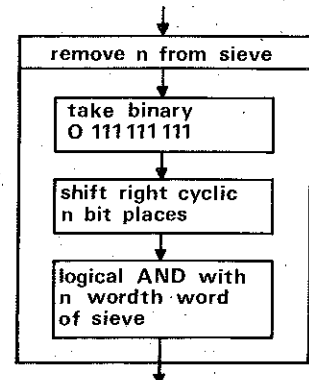 remove n from sieve
take binary
0 111 111 111
shift right cyclic
n bit places
logical AND with
n wordth word
of sieve